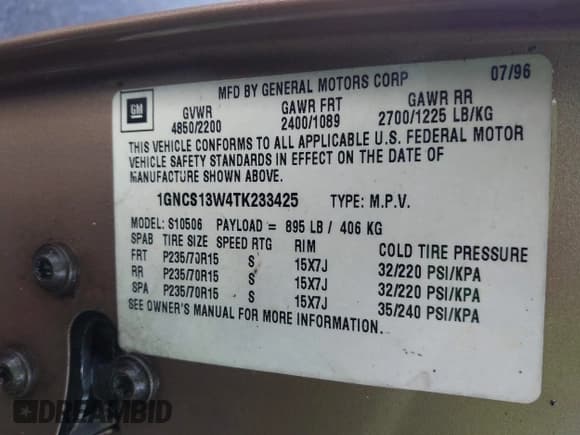 MFD BY GENERAL MOTORS CORP 07/96
GM GVWR GAWR FRT GAWR RR
4850/2200 2400/1089 2700/1225 LB/KG
THIS VEHICLE CONFORMS TO ALL APPLICABLE U.S. FEDERAL MOTOR
VEHICLE SAFETY STANDARDS IN EFFECT ON THE DATE OF
MANUFACTURE SHOWN ABOVE.
1GNCS13W4TK233425 TYPE: M.P.V.
MODEL: S10506 PAYLOAD = 895 LB / 406 KG
SPAB TIRE SIZE SPEED RTG RIM COLD TIRE PRESSURE
FRT P235/70R15 S 15X7J 32/220 PSI/KPA
RR P235/70R15 S 15X7J 32/220 PSI/KPA
SPA P235/70R15 S 15X7J 35/240 PSI/KPA
SEE OWNER'S MANUAL FOR MORE INFORMATION.
DREAMBID